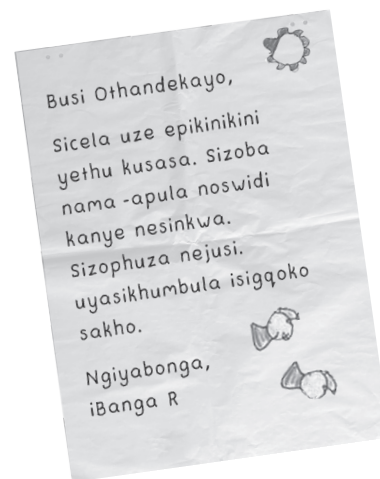 Busi Othandekayo,
Sicela uze epikinikini
yethu kusasa. Sizoba
nama -apula noswidi
kanye nesinkwa.
Sizophuza nejusi.
uyasikhumbula isigqoko
sakho.
Ngiyabonga,
iBanga R